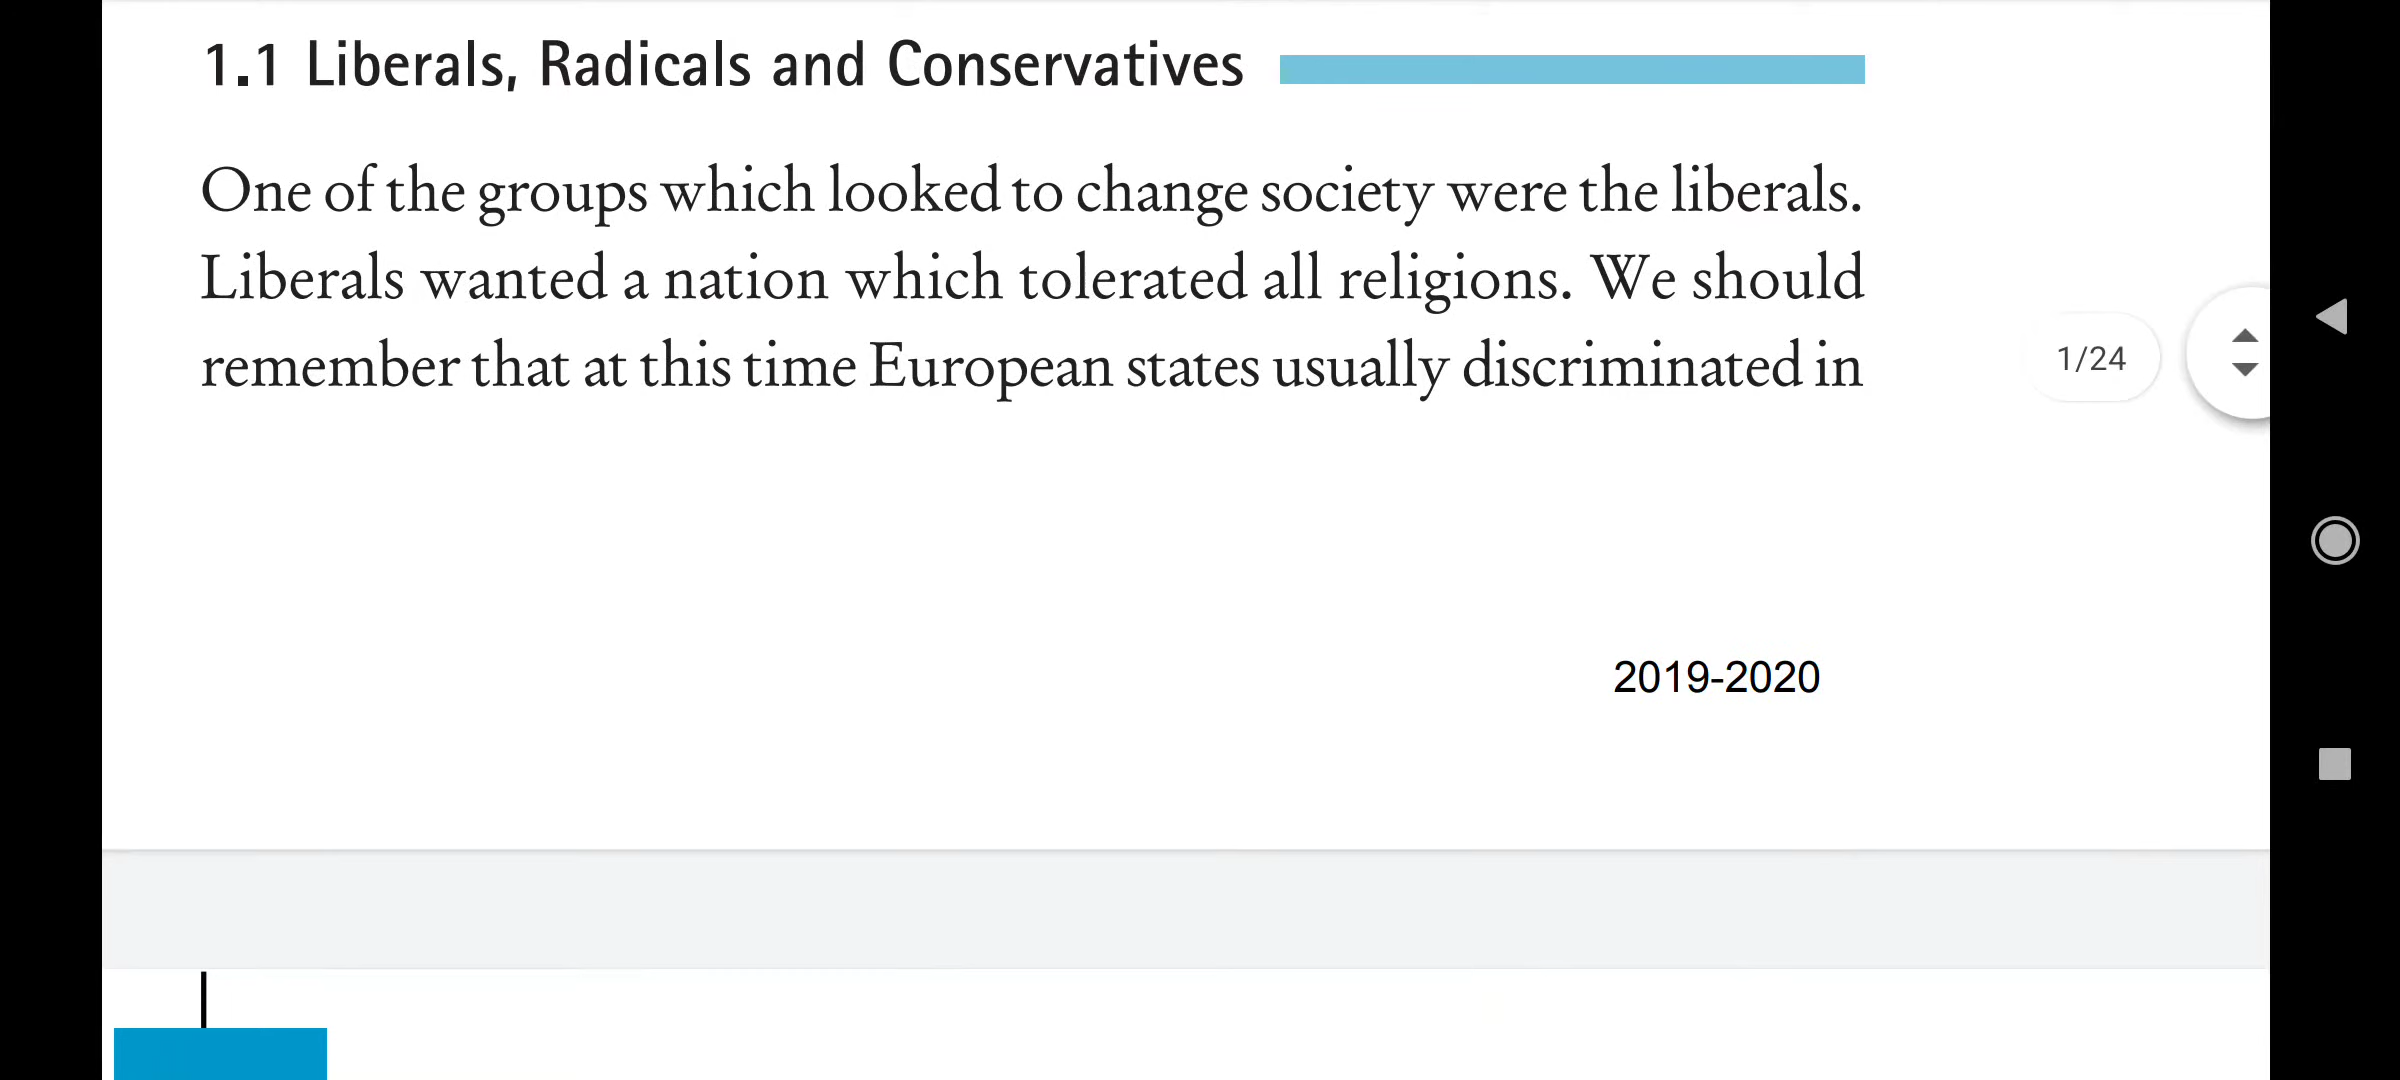 1.1 Liberals, Radicals and Conservatives
One of the groups which looked to change society were the liberals.
Liberals wanted a nation which tolerated all religions. We should
remember that at this time European states usually discriminated in
1/24
2019-2020